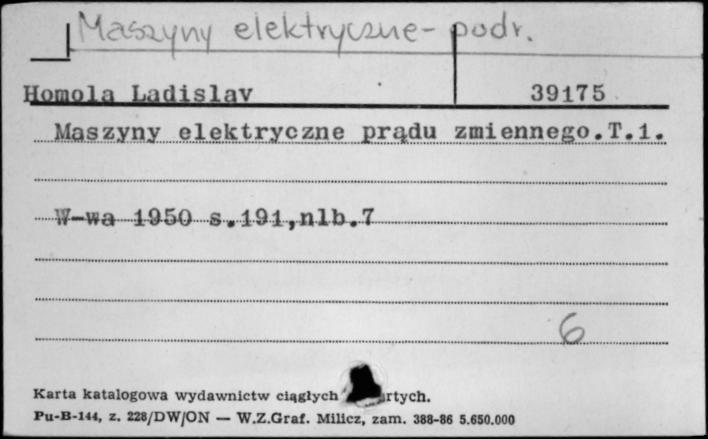 Maszyny elektryczne - podr.
Homola Ladislav 39175
Maszyny elektryczne prądu zmiennego.T.1.
W-wa 1950 s.191,nlb.7
6
Karta katalogowa wydawnictw ciągłych
Pu-B-144, z. 228/DW/ON — W.Z.Graf. Milicz, zam. 388-86 5.650.000